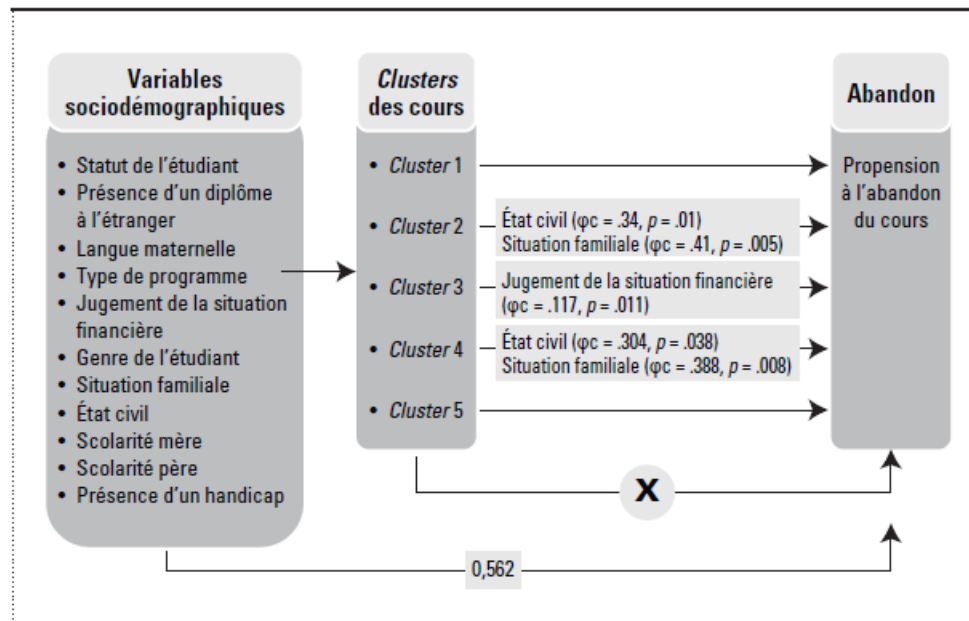 Variables
sociodémographiques
• Statut de l'étudiant
• Présence d'un diplôme
à l'étranger
• Langue maternelle
• Type de programme
• Jugement de la situation
financière
• Genre de l'étudiant
• Situation familiale
• État civil
• Scolarité mère
• Scolarité père
• Présence d'un handicap
Clusters
des cours
• Cluster 1
• Cluster 2
• Cluster 3
• Cluster 4
• Cluster 5
État civil (φc = .34, p = .01)
Situation familiale (φc = .41, p = .005)
Jugement de la situation financière
(φc = .117, p = .011)
État civil (φc = .304, p = .038)
Situation familiale (φc = .388, p = .008)
Abandon
Propension
à l'abandon
du cours
X
0,562